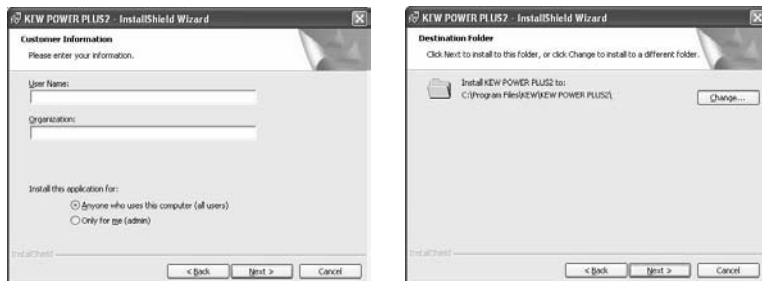 KEW POWER PLUS2 - InstallShield Wizard
Customer Information
Please enter your information.
User Name:
Organization:
Install this application for:
Anyone who uses this computer (all users)
Only for me (admin)
InstallShield
< Back
Next >
Cancel
KEW POWER PLUS2 - InstallShield Wizard
Destination Folder
Click Next to install to this folder, or click Change to install to a different folder.
Install KEW POWER PLUS2 to:
C:\Program Files\KEW\KEW POWER PLUS2\
Change...
InstallShield
< Back
Next >
Cancel